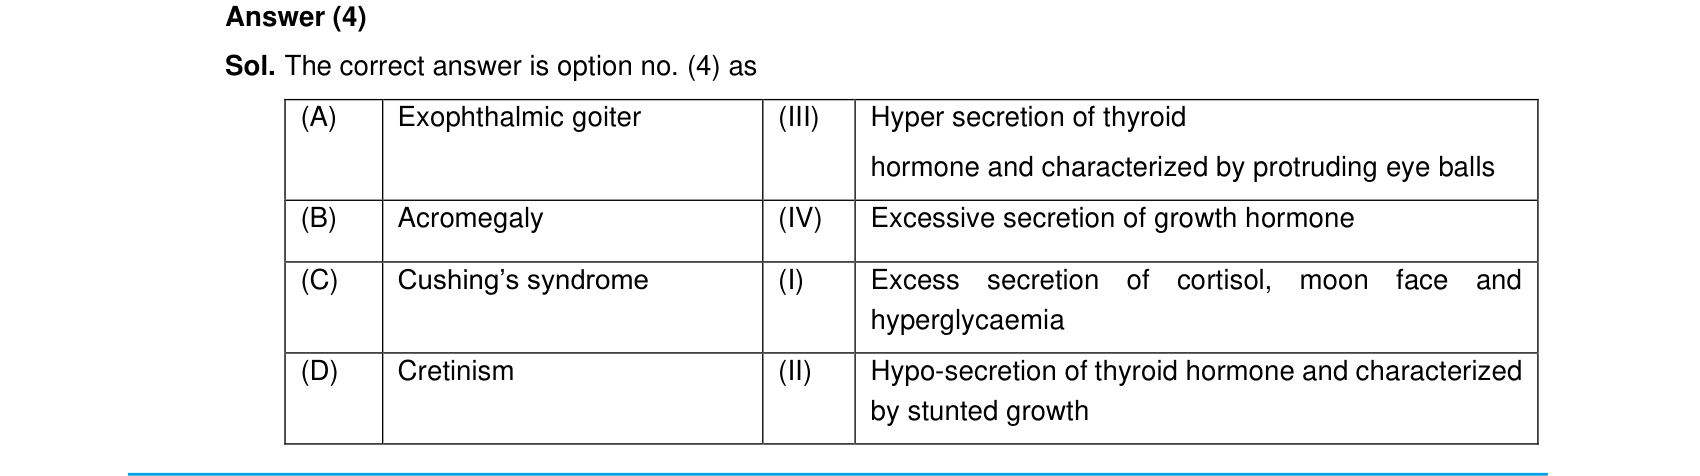 Answer (4)
Sol. The correct answer is option no. (4) as
(A) Exophthalmic goiter (III) Hyper secretion of thyroid
hormone and characterized by protruding eye balls
(B) Acromegaly (IV) Excessive secretion of growth hormone
(C) Cushing's syndrome (I) Excess secretion of cortisol, moon face and
hyperglycaemia
(D) Cretinism (II) Hypo-secretion of thyroid hormone and characterized
by stunted growth